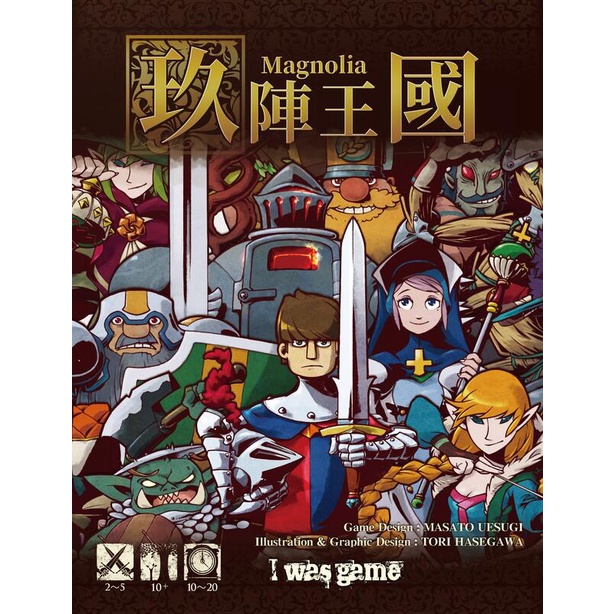 Magnolia
玖陣王國
Game Design : MASATO UESUGI
Illustration & Graphic Design : TORI HASEGAWA
2～5 10+ 10～20
I was game